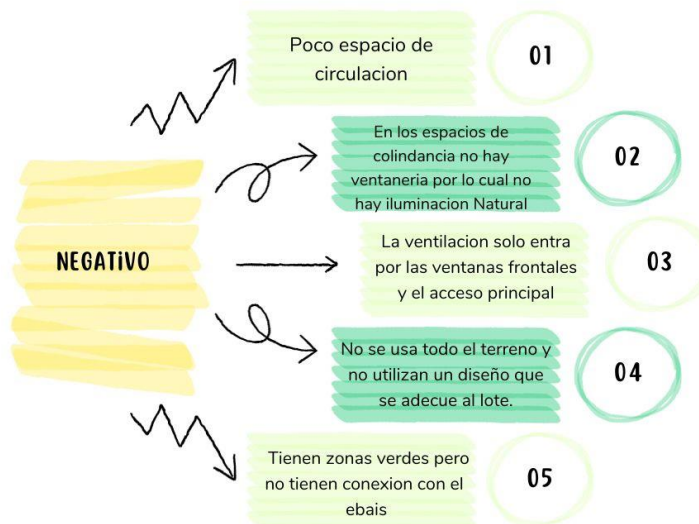 Poco espacio de
circulacion
01
En los espacios de
colindancia no hay
ventaneria por lo cual no
hay iluminacion Natural
02
NEGATIVO
La ventilacion solo entra
por las ventanas frontales
y el acceso principal
03
No se usa todo el terreno y
no utilizan un diseño que
se adecue al lote.
04
Tienen zonas verdes pero
no tienen conexion con el
ebais
05